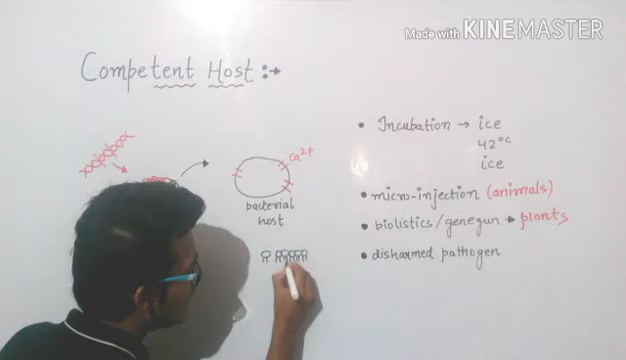 Made with KINEMASTER
Competent Host :→
Ca2+
bacterial
host
• Incubation → ice
42°C
ice
• micro-injection (animals)
• biolistics/genegun → plants
• disharmed pathogen